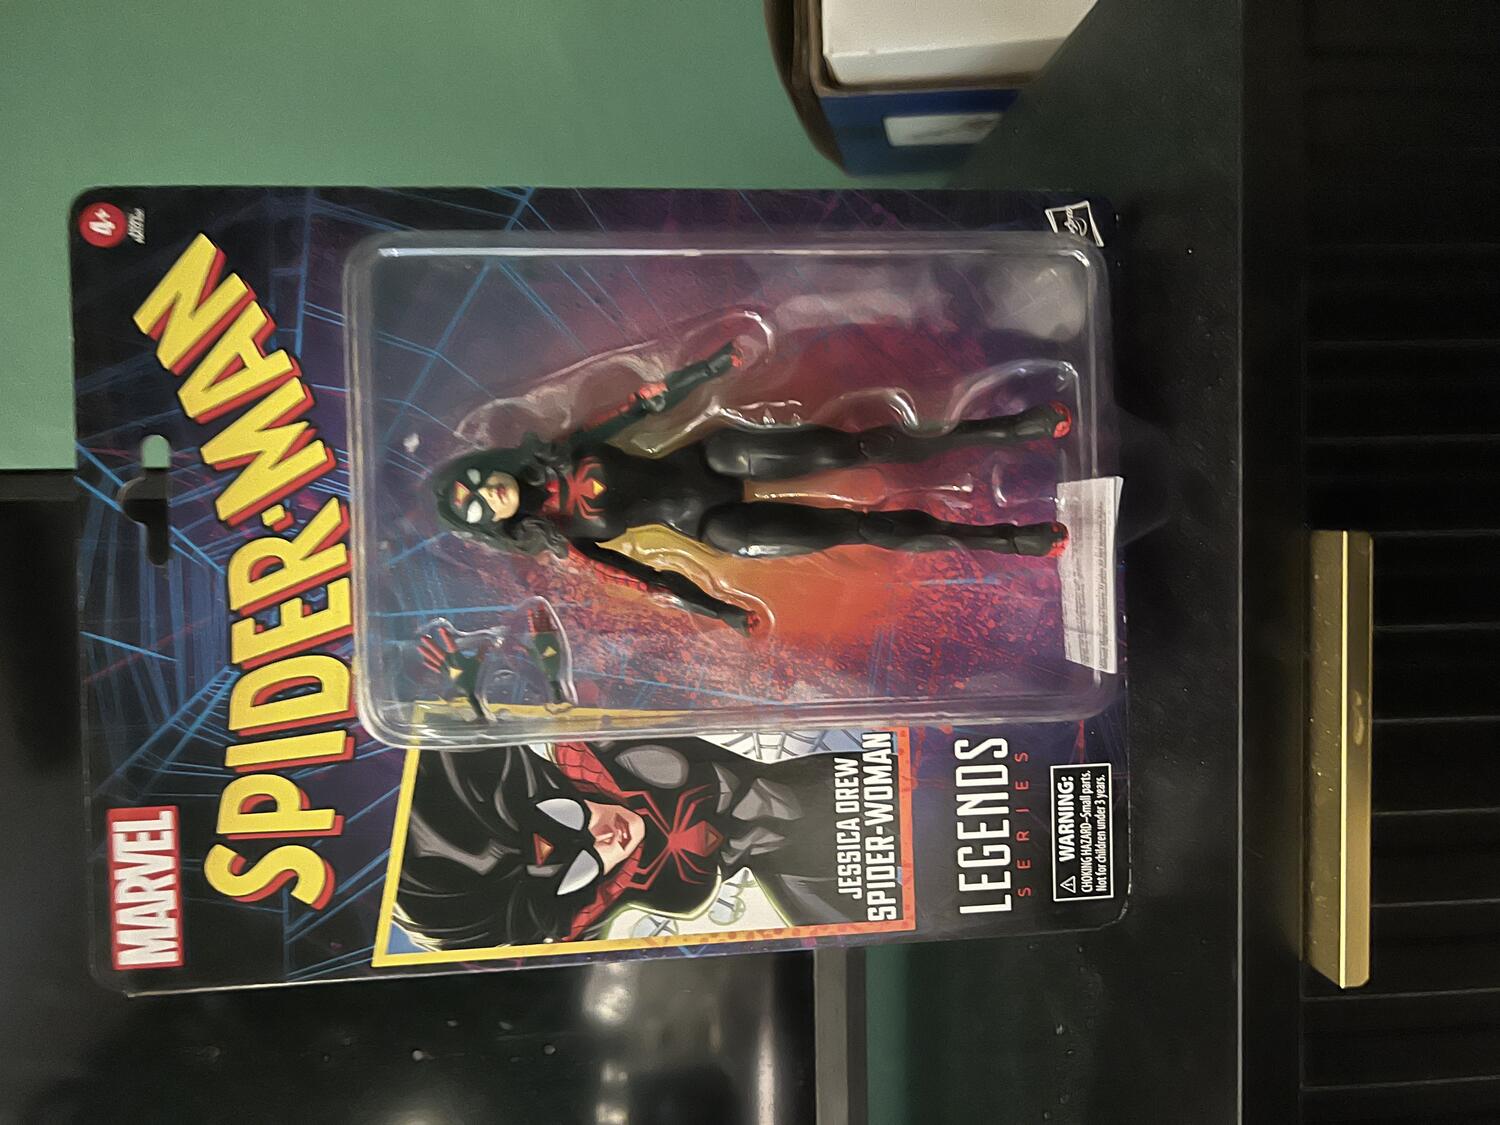 MARVEL
4+
SPIDER-MAN
JESSICA DREW
SPIDER-WOMAN
LEGENDS
SERIES
WARNING:
CHOKING HAZARD–Small parts.
Not for children under 3 years.